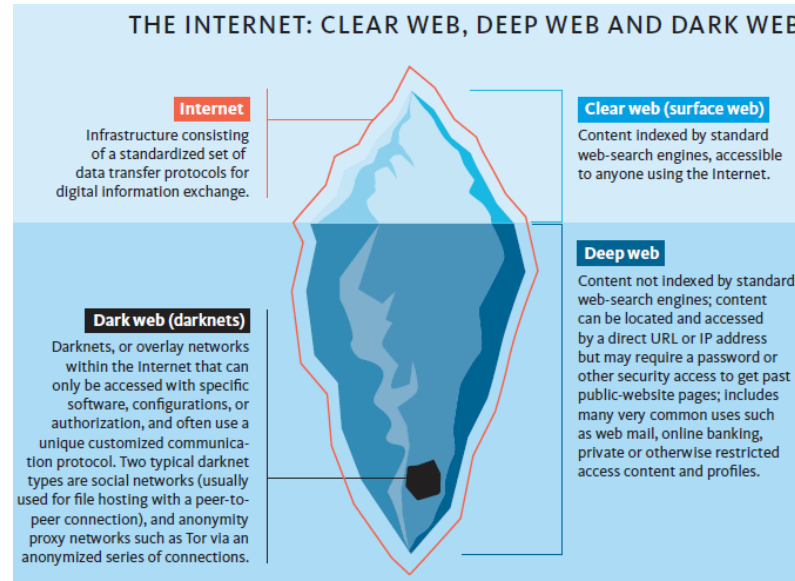 THE INTERNET: CLEAR WEB, DEEP WEB AND DARK WEB
Internet
Infrastructure consisting
of a standardized set of
data transfer protocols for
digital information exchange.
Clear web (surface web)
Content indexed by standard
web-search engines, accessible
to anyone using the Internet.
Dark web (darknets)
Darknets, or overlay networks
within the Internet that can
only be accessed with specific
software, configurations, or
authorization, and often use a
unique customized communica-
tion protocol. Two typical darknet
types are social networks (usually
used for file hosting with a peer-to-
peer connection), and anonymity
proxy networks such as Tor via an
anonymized series of connections.
Deep web
Content not indexed by standard
web-search engines; content
can be located and accessed
by a direct URL or IP address
but may require a password or
other security access to get past
public-website pages; includes
many very common uses such
as web mail, online banking,
private or otherwise restricted
access content and profiles.